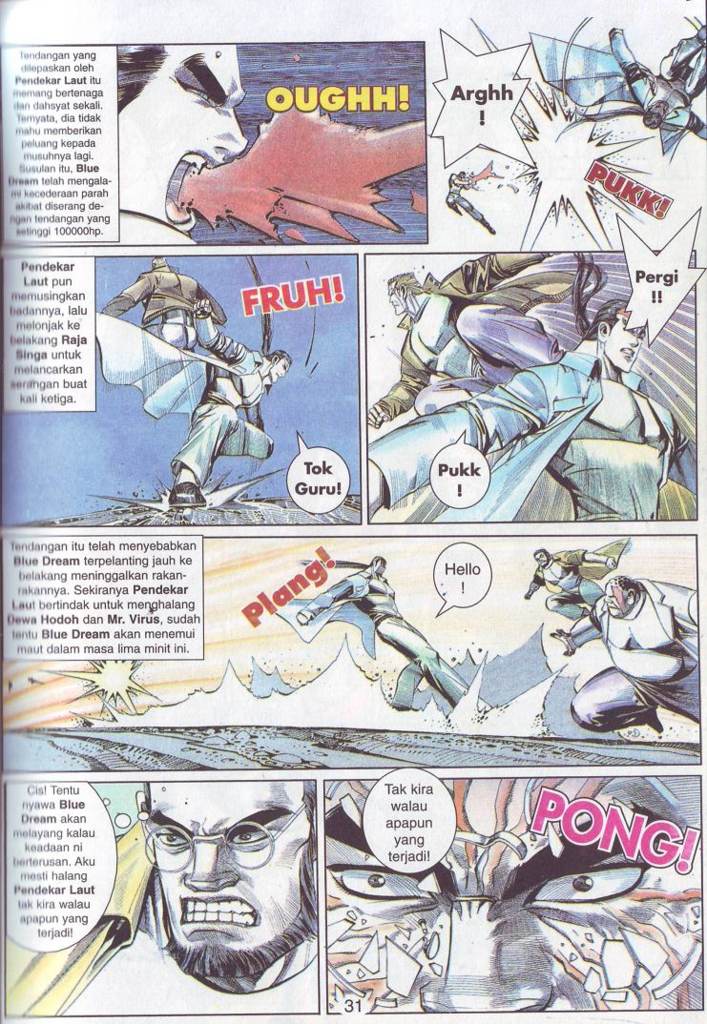 Tendangan yang
dilepaskan oleh
Pendekar Laut itu
memang bertenaga
dan dahsyat sekali.
Ternyata, dia tidak
mahu memberikan
peluang kepada
musuhnya lagi.
Susulan itu, Blue
Dream telah mengala-
mi kecederaan parah
akibat diserang de-
ngan tendangan yang
setinggi 100000hp.
OUGHH!
Arghh
!
PUKK!
Pendekar
Laut pun
memusingkan
badannya, lalu
melonjak ke
belakang Raja
Singa untuk
melancarkan
serangan buat
kali ketiga.
FRUH!
Tok
Guru!
Pergi
!!
Pukk
!
Tendangan itu telah menyebabkan
Blue Dream terpelanting jauh ke
belakang meninggalkan rakan-
rakannya. Sekiranya Pendekar
Laut bertindak untuk menghalang
Dewa Hodoh dan Mr. Virus, sudah
tentu Blue Dream akan menemui
maut dalam masa lima minit ini.
Plang!
Hello
!
Cis! Tentu
nyawa Blue
Dream akan
melayang kalau
keadaan ni
berterusan. Aku
mesti halang
Pendekar Laut
tak kira walau
apapun yang
terjadi!
Tak kira
walau
apapun
yang
terjadi!
PONG!
31